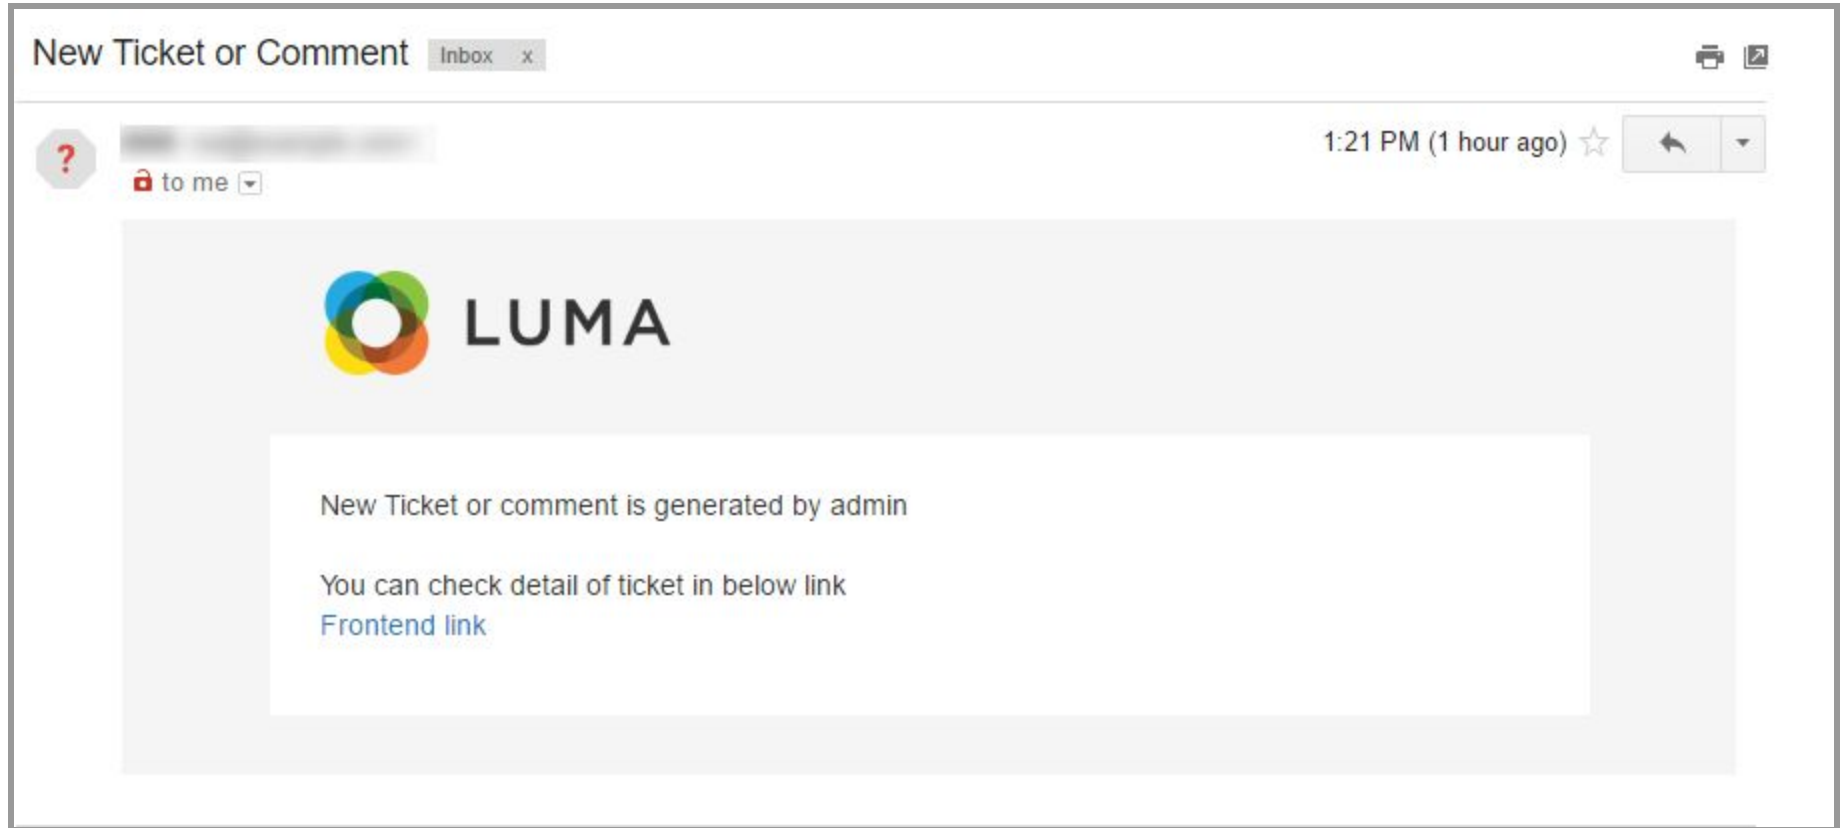 New Ticket or Comment Inbox x
1:21 PM (1 hour ago)
to me
LUMA
New Ticket or comment is generated by admin
You can check detail of ticket in below link
Frontend link